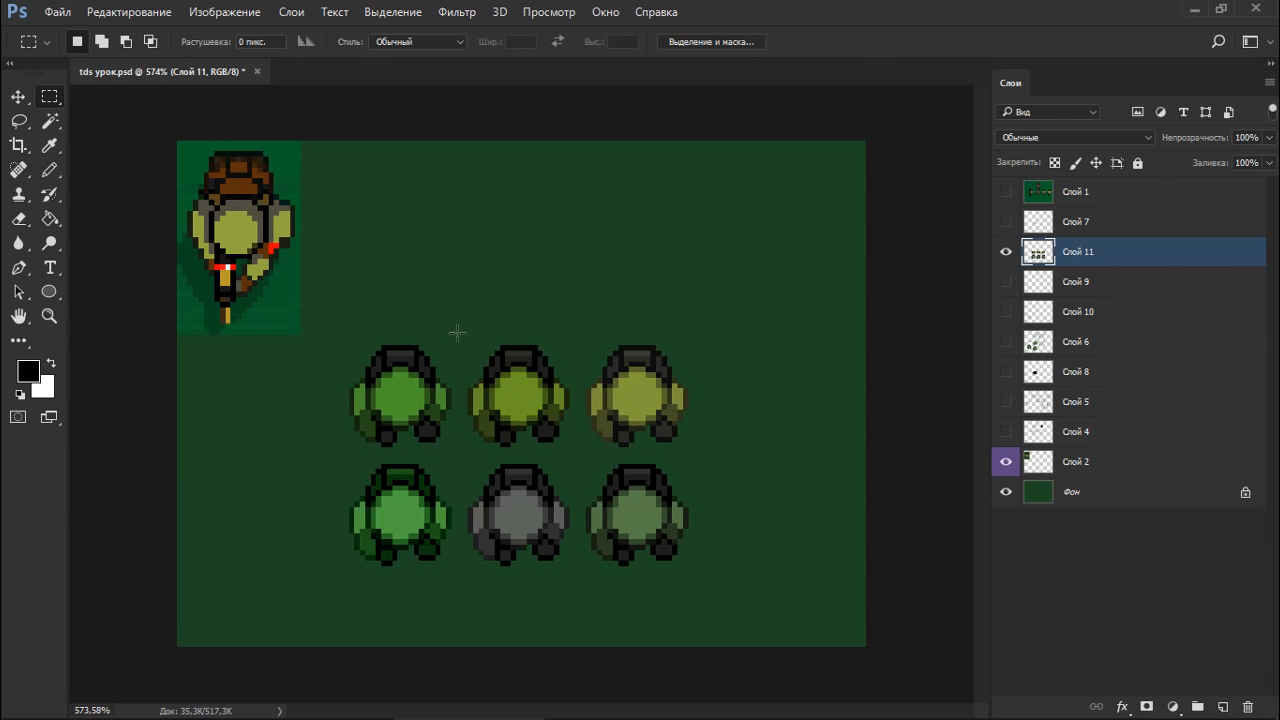 Ps Файл Редактирование Изображение Слои Текст Выделение Фильтр 3D Просмотр Окно Справка
Растушевка: 0 пикс. Стиль: Обычный Шир.: Выс.: Выделение и маска...
tds урок.psd @ 574% (Слой 11, RGB/8) *
Слои
Вид
Обычные Непрозрачность: 100%
Закрепить: Заливка: 100%
Слой 1
Слой 7
Слой 11
Слой 9
Слой 10
Слой 6
Слой 8
Слой 5
Слой 4
Слой 2
Фон
573,58% Док: 35,3K/517,3K